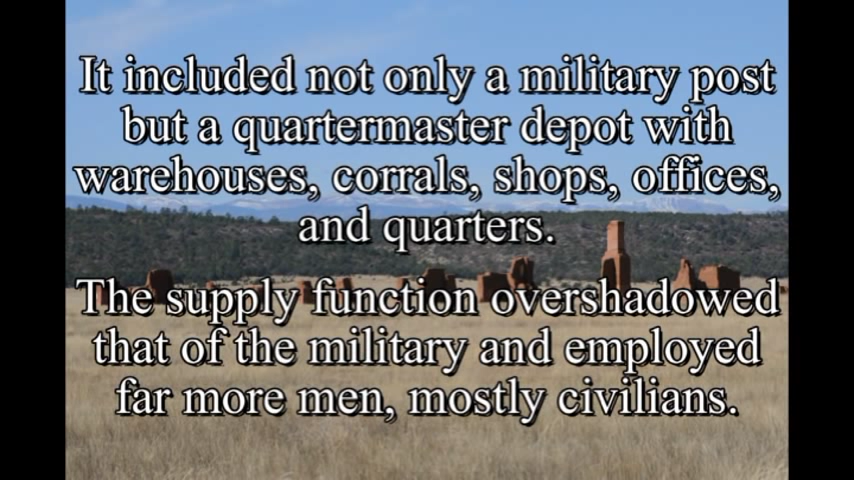 It included not only a military post
but a quartermaster depot with
warehouses, corrals, shops, offices,
and quarters.
The supply function overshadowed
that of the military and employed
far more men, mostly civilians.